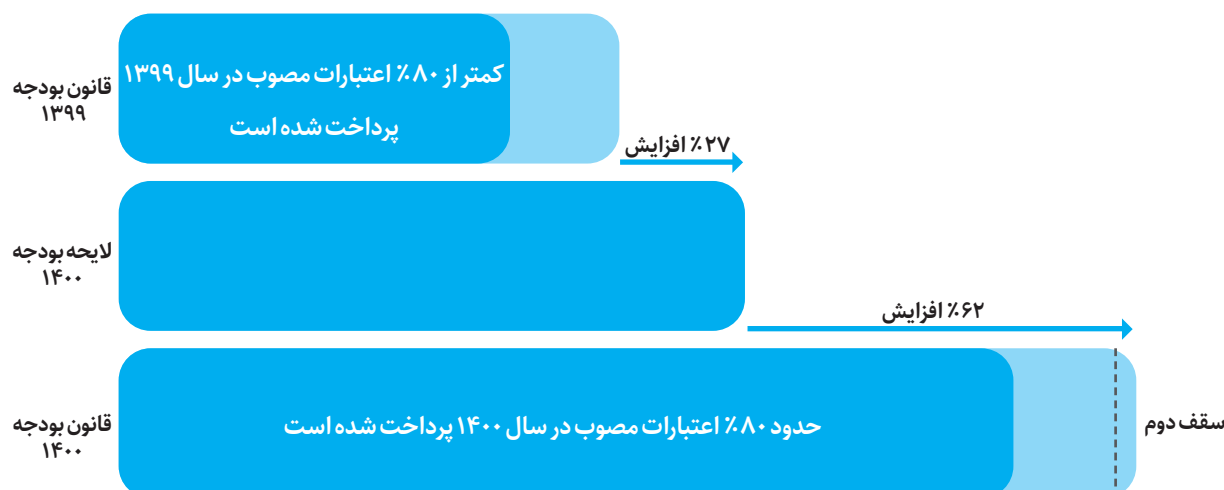 قانون بودجه
۱۳۹۹
کمتر از ۸۰٪ اعتبارات مصوب در سال ۱۳۹۹
پرداخت شده است
۲۷٪ افزایش
لایحه بودجه
۱۴۰۰
۶۲٪ افزایش
قانون بودجه
۱۴۰۰
حدود ۸۰٪ اعتبارات مصوب در سال ۱۴۰۰ پرداخت شده است
سقف دوم